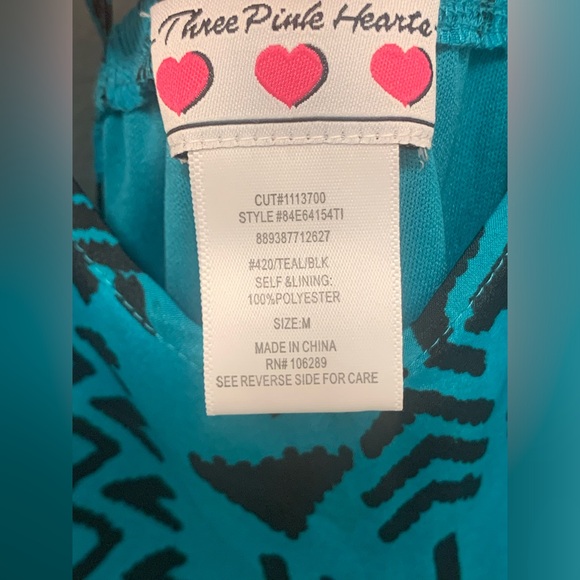 Three Pink Hearts
CUT#1113700
STYLE #84E64154TI
889387712627
#420/TEAL/BLK
SELF &LINING:
100%POLYESTER
SIZE:M
MADE IN CHINA
RN# 106289
SEE REVERSE SIDE FOR CARE